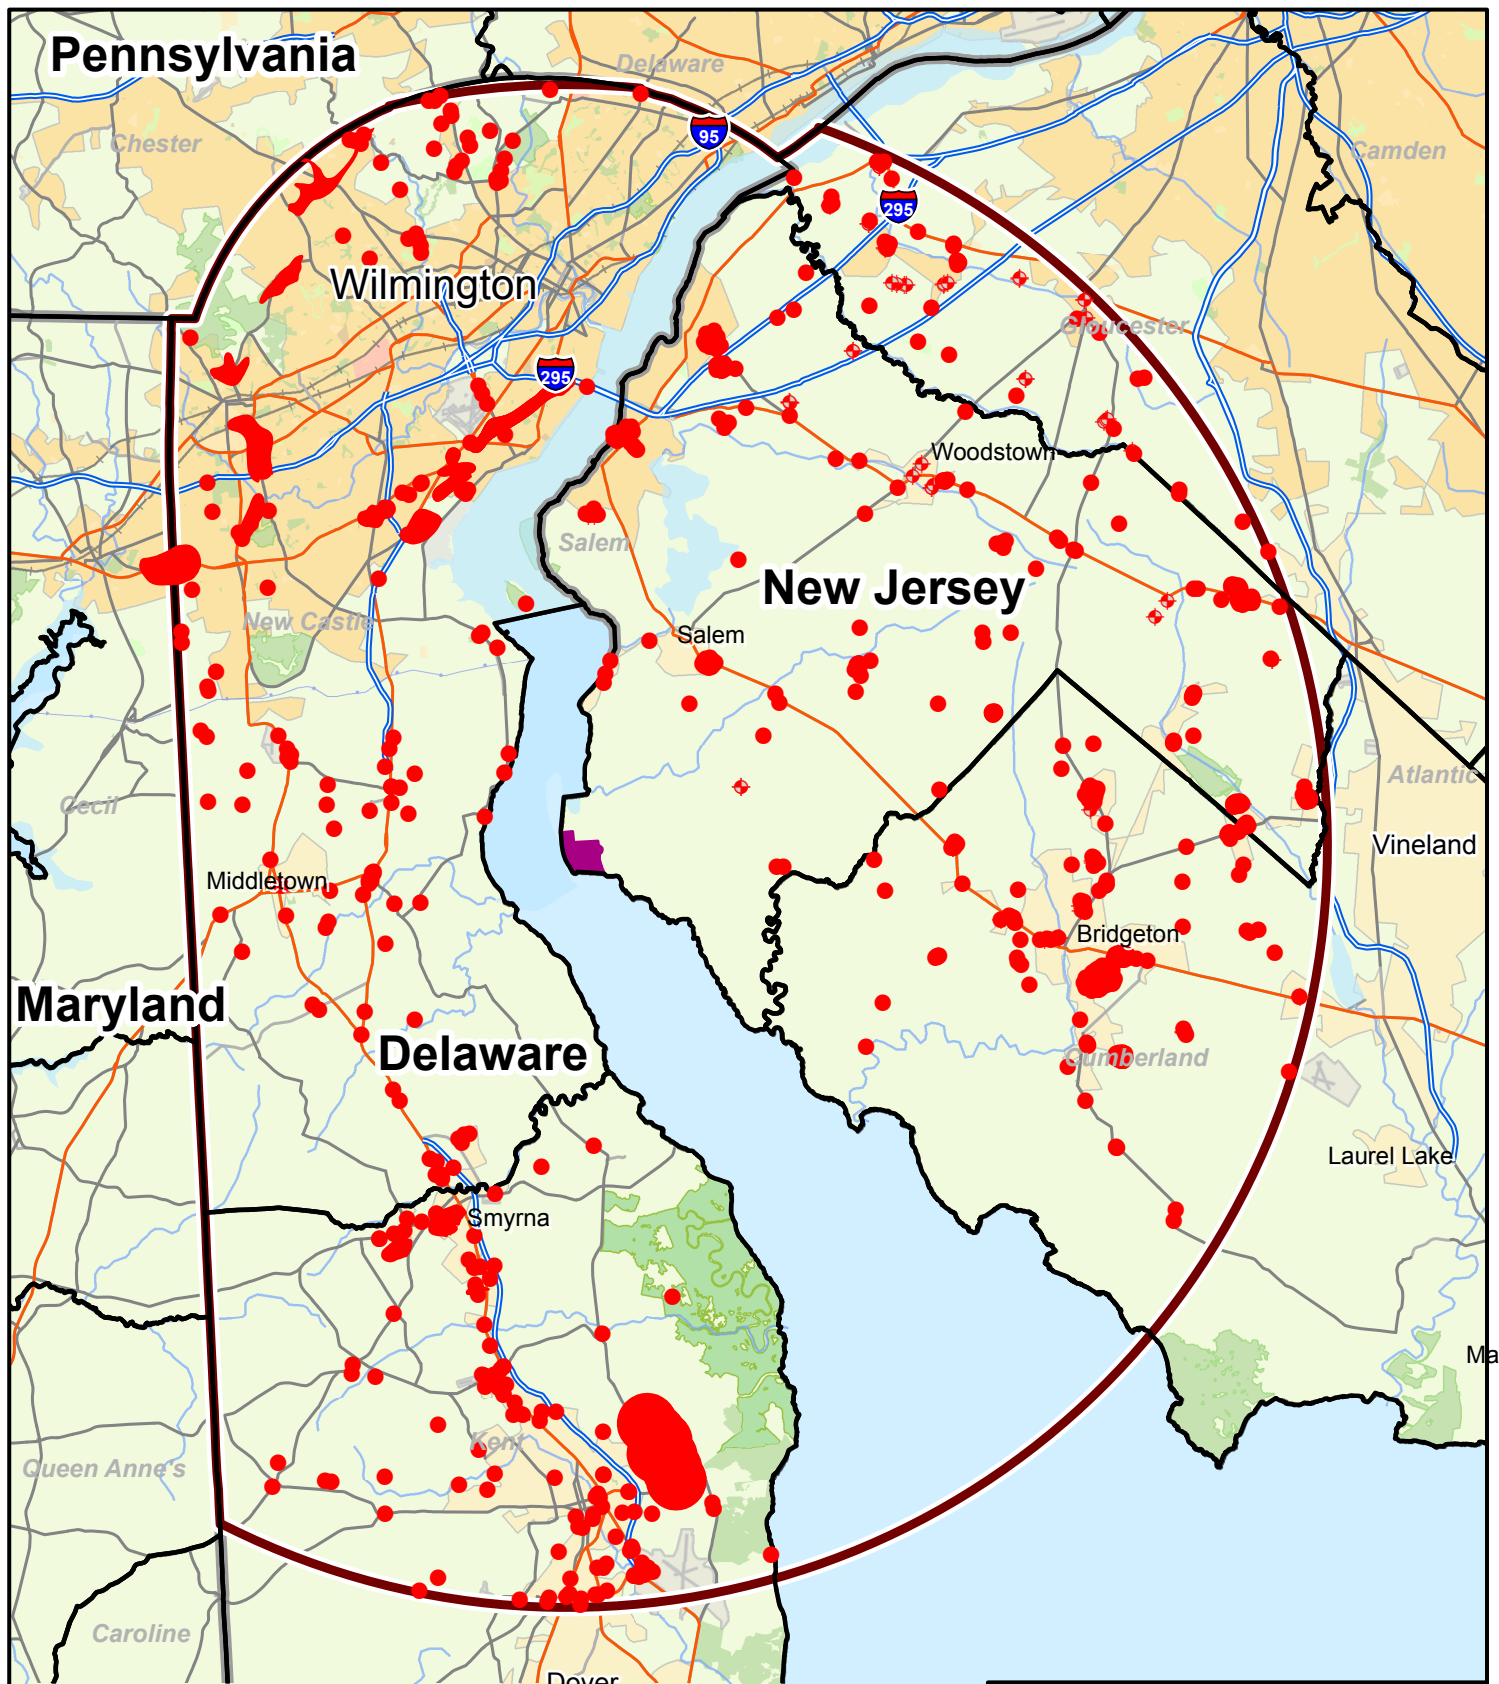 Pennsylvania
Delaware
95
Chester
Camden
295
Wilmington
Gloucester
295
Woodstown
Salem
New Jersey
New Castle
Salem
Atlantic
Cecil
Vineland
Middletown
Bridgeton
Maryland
Delaware
Cumberland
Laurel Lake
Smyrna
Ma
Kent
Queen Anne's
Caroline
Dover